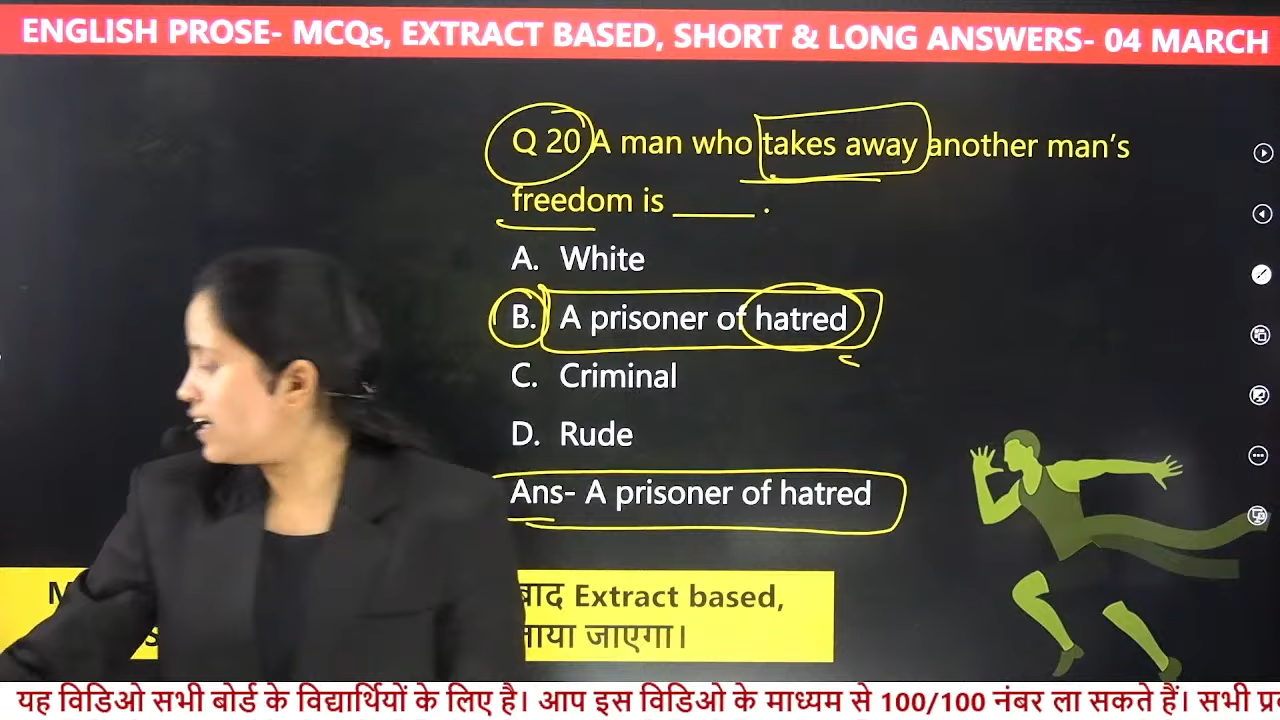 ENGLISH PROSE- MCQs, EXTRACT BASED, SHORT & LONG ANSWERS- 04 MARCH
Q 20 A man who takes away another man's
freedom is _____ .
A. White
B. A prisoner of hatred
C. Criminal
D. Rude
Ans- A prisoner of hatred
बाद Extract based,
जाएगा।
यह विडिओ सभी बोर्ड के विद्यार्थियों के लिए है। आप इस विडिओ के माध्यम से 100/100 नंबर ला सकते हैं। सभी